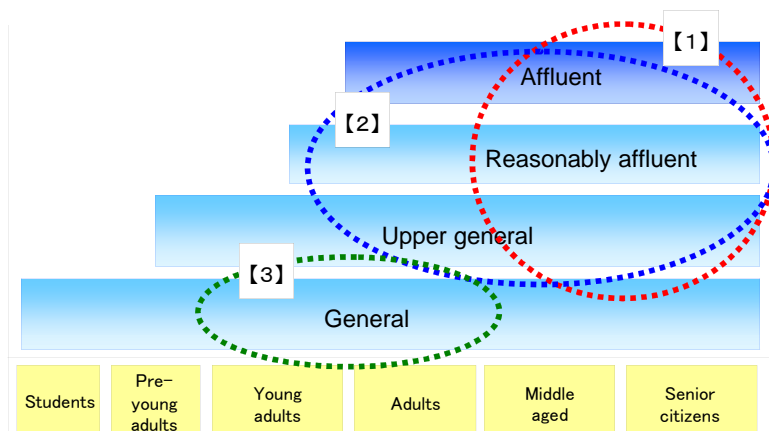 【1】
Affluent
【2】
Reasonably affluent
Upper general
【3】
General
Students
Pre-
young
adults
Young
adults
Adults
Middle
aged
Senior
citizens